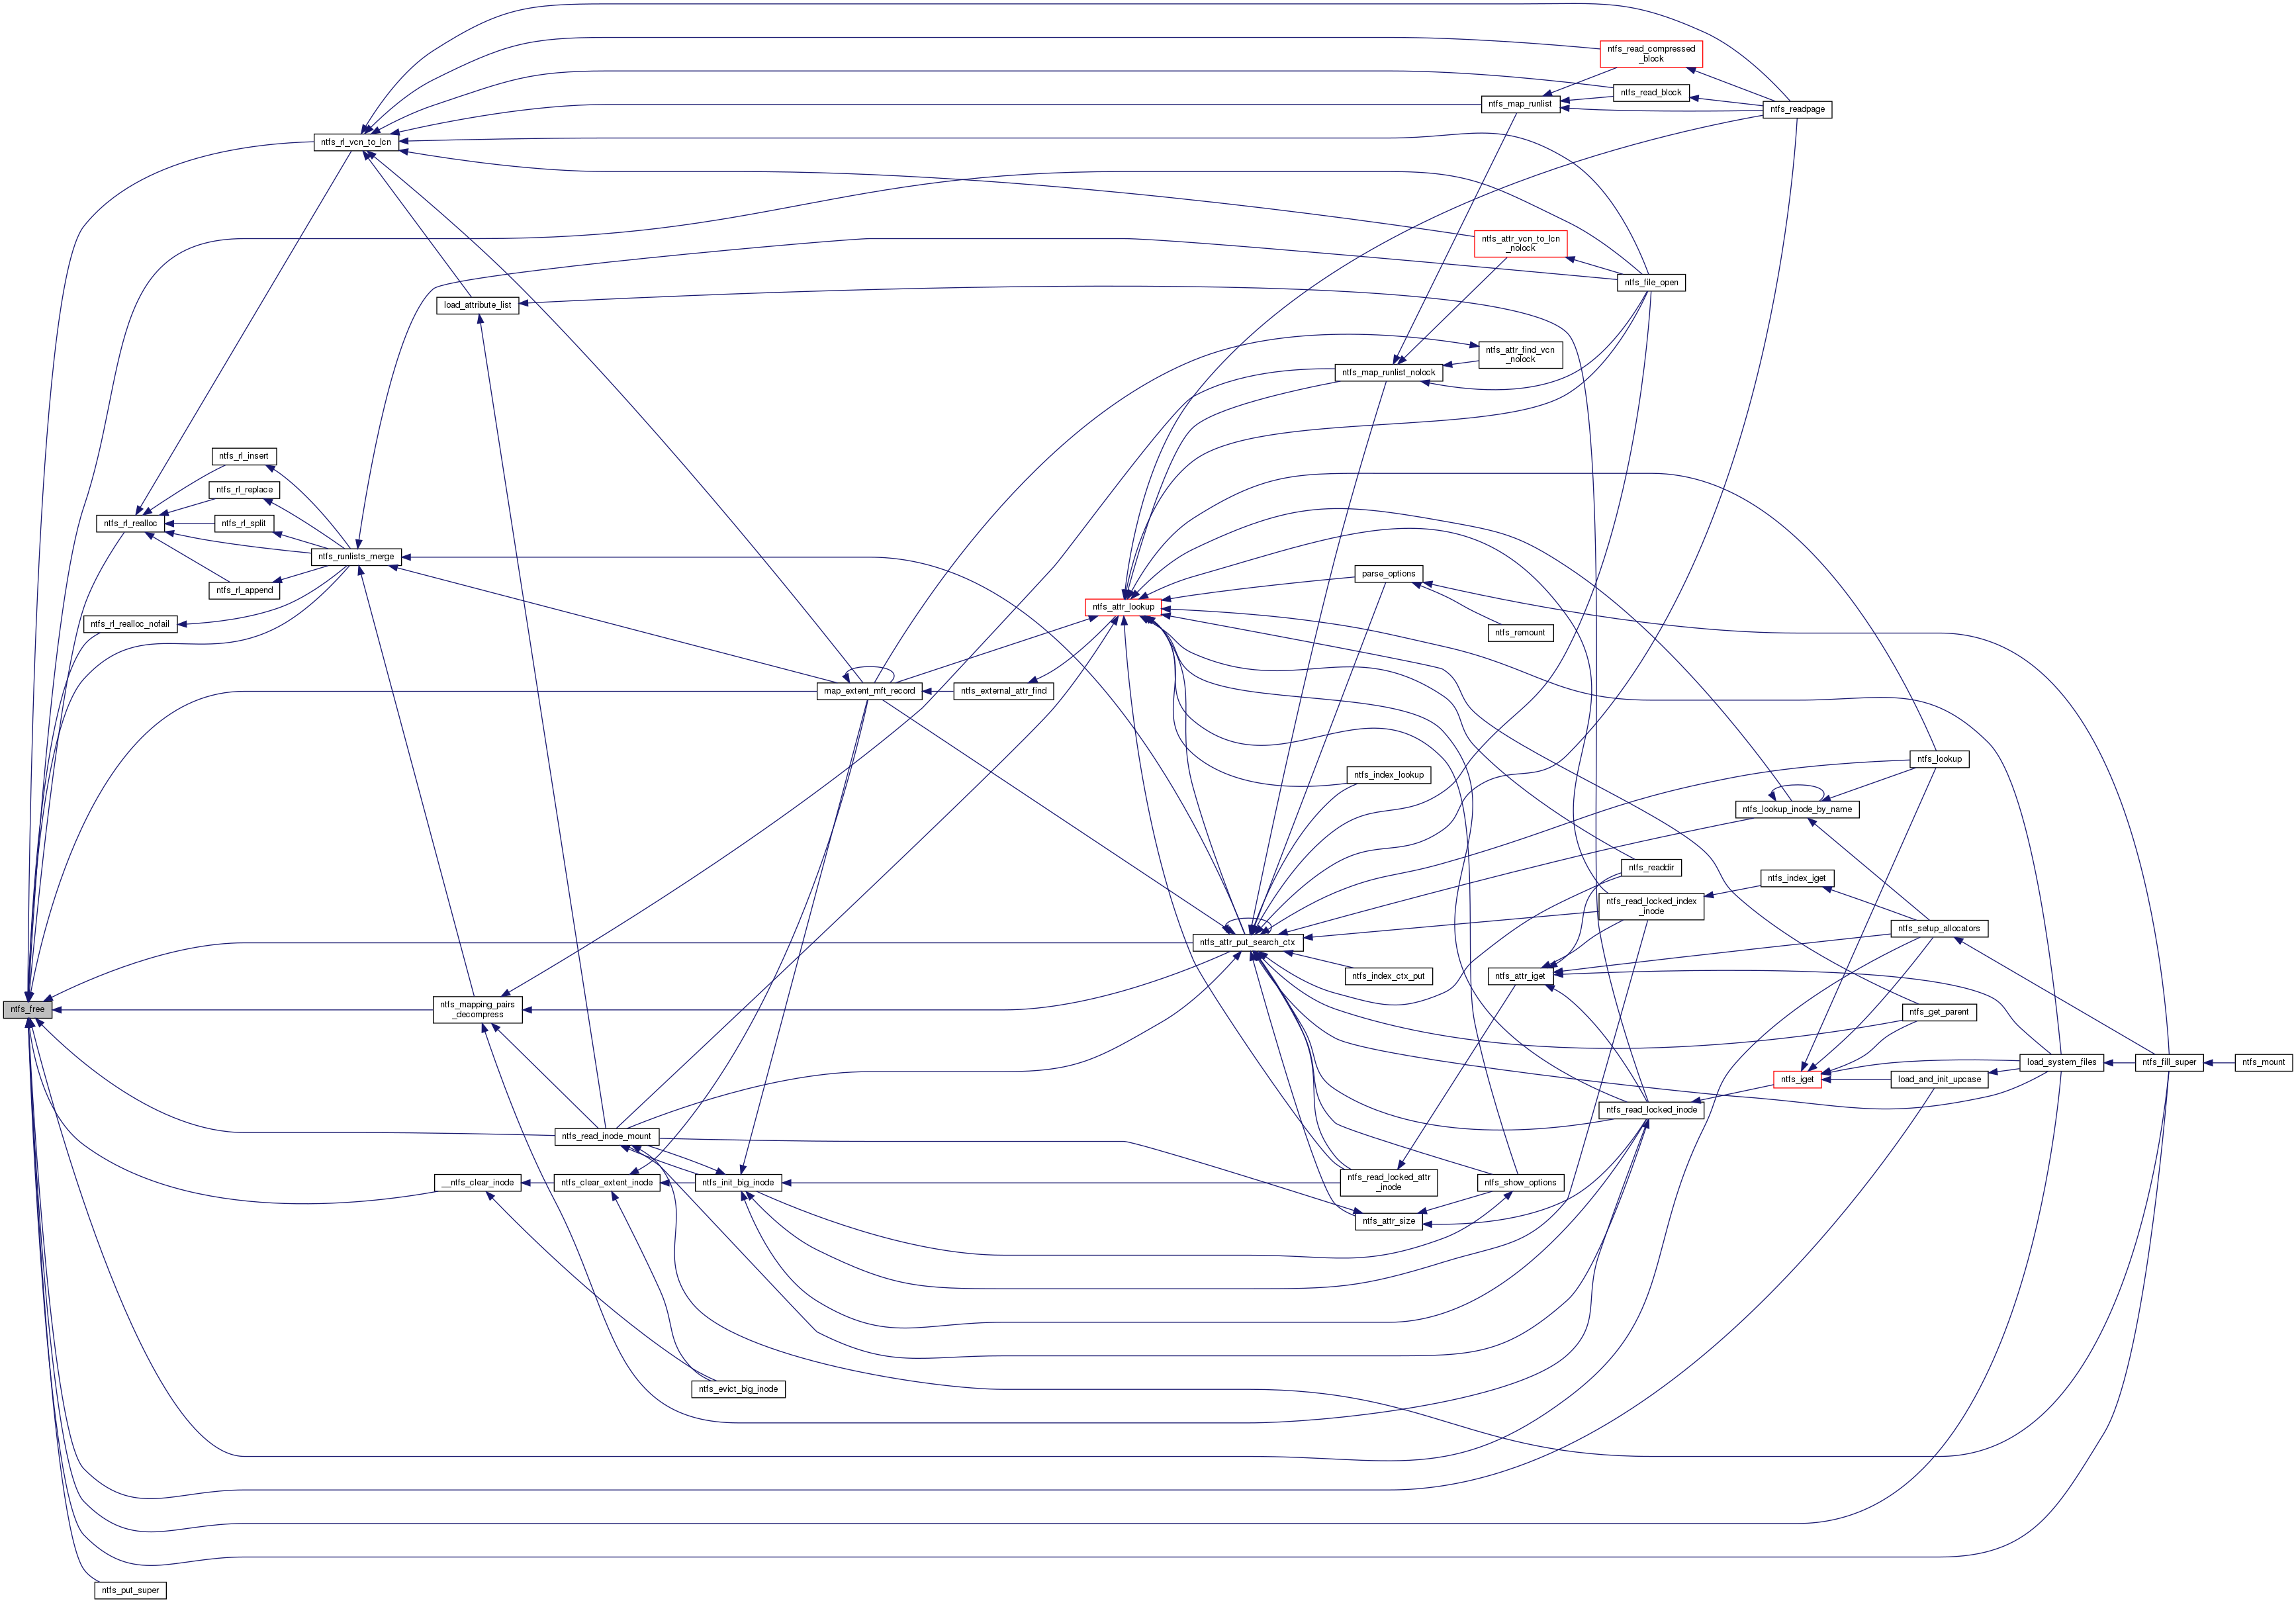 ntfs_read_compressed
_block
ntfs_read_block
ntfs_map_runlist
ntfs_readpage
ntfs_rl_vcn_to_lcn
ntfs_attr_vcn_to_lcn
_nolock
ntfs_file_open
load_attribute_list
ntfs_attr_find_vcn
_nolock
ntfs_map_runlist_nolock
ntfs_rl_insert
ntfs_rl_replace
ntfs_rl_realloc
ntfs_rl_split
ntfs_runlists_merge
ntfs_rl_append
parse_options
ntfs_attr_lookup
ntfs_rl_realloc_nofail
ntfs_remount
map_extent_mft_record
ntfs_external_attr_find
ntfs_lookup
ntfs_index_lookup
ntfs_lookup_inode_by_name
ntfs_readdir
ntfs_index_iget
ntfs_read_locked_index
_inode
ntfs_setup_allocators
ntfs_attr_put_search_ctx
ntfs_index_ctx_put
ntfs_attr_iget
ntfs_free
ntfs_mapping_pairs
_decompress
ntfs_get_parent
load_system_files
ntfs_fill_super
ntfs_mount
ntfs_iget
load_and_init_upcase
ntfs_read_locked_inode
ntfs_read_inode_mount
__ntfs_clear_inode
ntfs_clear_extent_inode
ntfs_init_big_inode
ntfs_read_locked_attr
_inode
ntfs_show_options
ntfs_attr_size
ntfs_evict_big_inode
ntfs_put_super